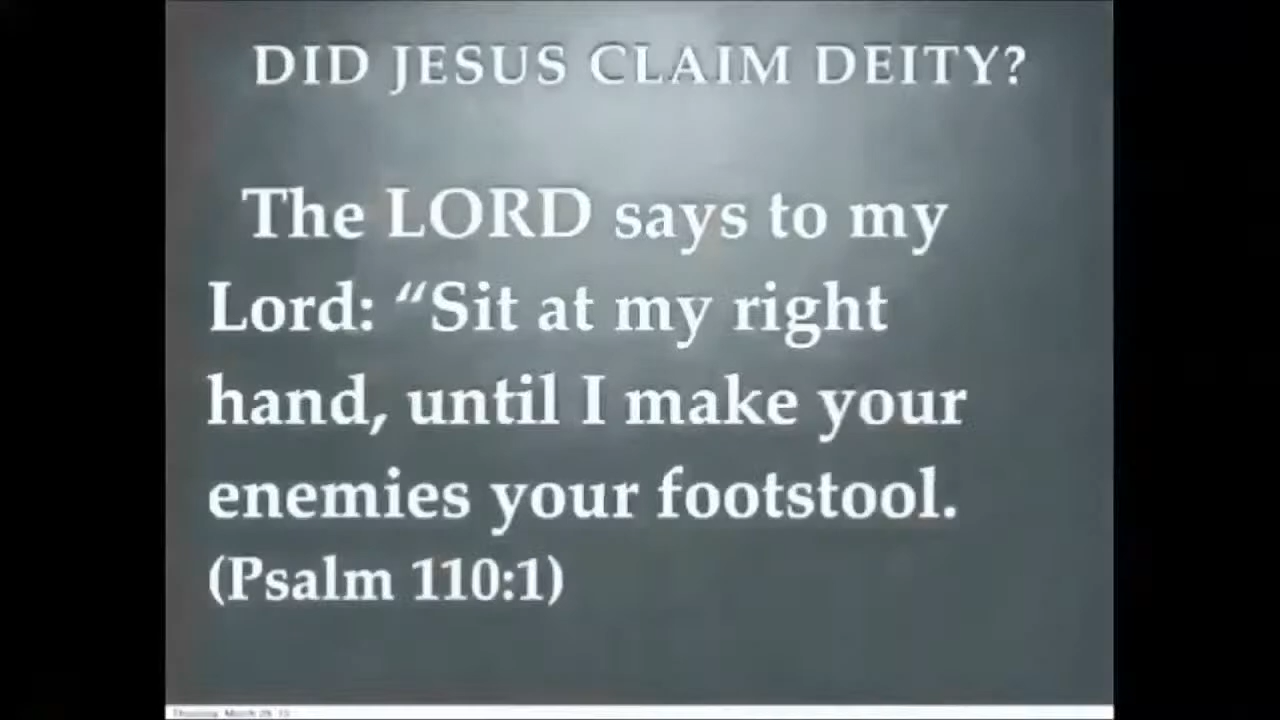 DID JESUS CLAIM DEITY?
The LORD says to my
Lord: “Sit at my right
hand, until I make your
enemies your footstool.
(Psalm 110:1)